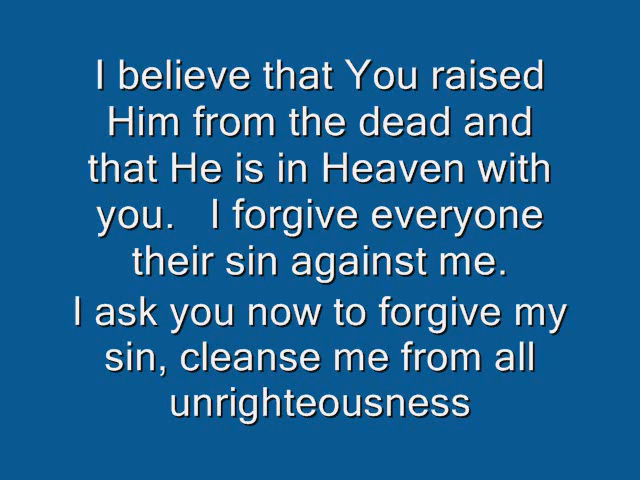 I believe that You raised
Him from the dead and
that He is in Heaven with
you.   I forgive everyone
their sin against me.
I ask you now to forgive my
sin, cleanse me from all
unrighteousness